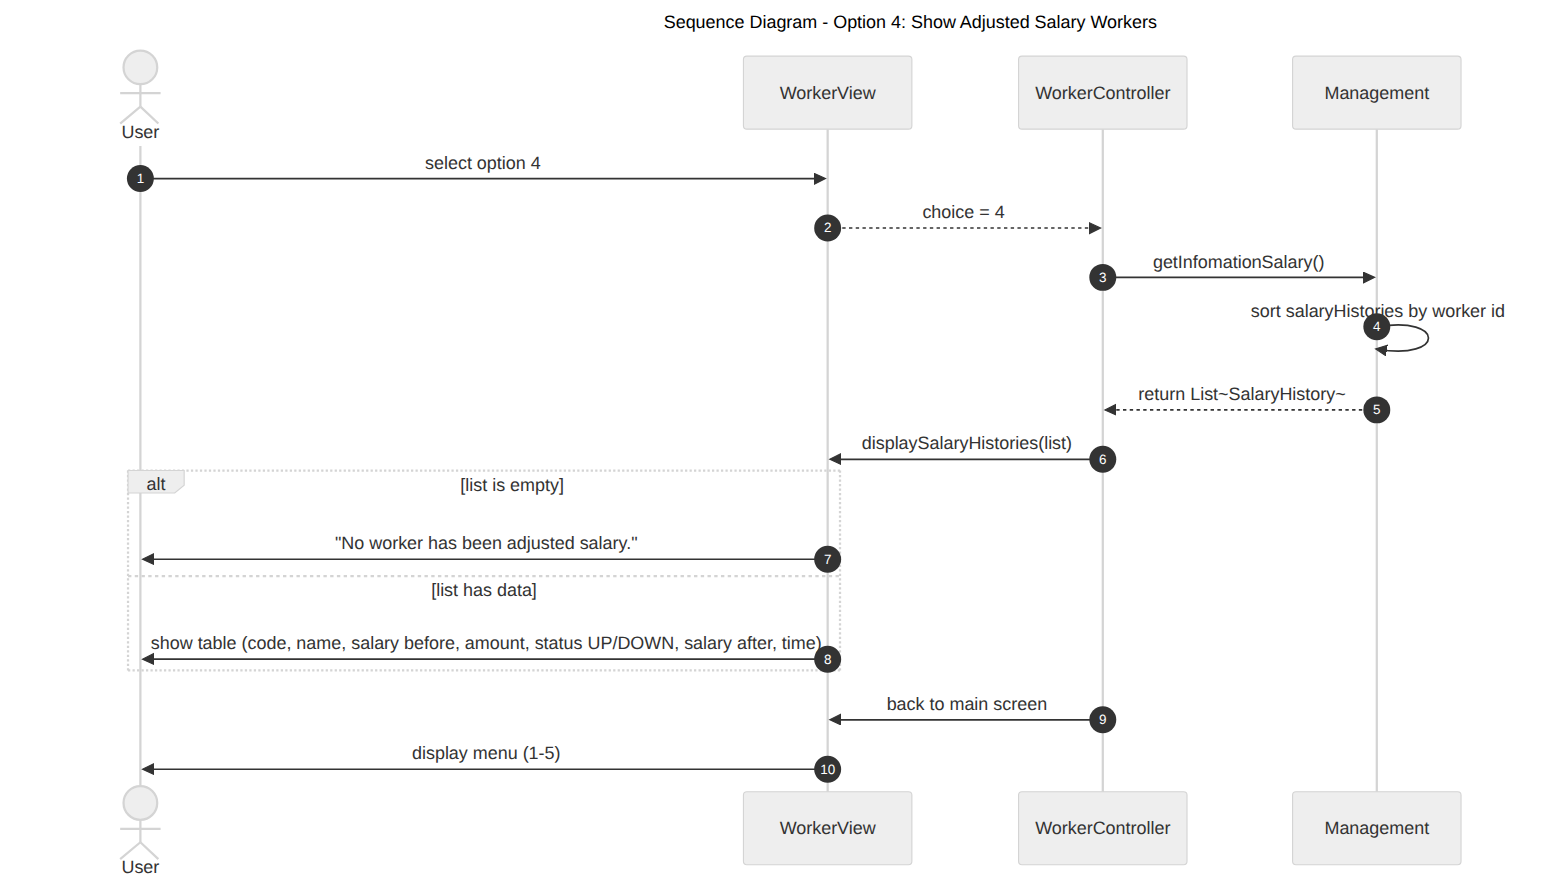 Sequence Diagram - Option 4: Show Adjusted Salary Workers
User
WorkerView
WorkerController
Management
select option 4
1
choice = 4
2
getInfomationSalary()
3
sort salaryHistories by worker id
4
return List~SalaryHistory~
5
displaySalaryHistories(list)
6
alt
[list is empty]
"No worker has been adjusted salary."
7
[list has data]
show table (code, name, salary before, amount, status UP/DOWN, salary after, time)
8
back to main screen
9
display menu (1-5)
10
User
WorkerView
WorkerController
Management